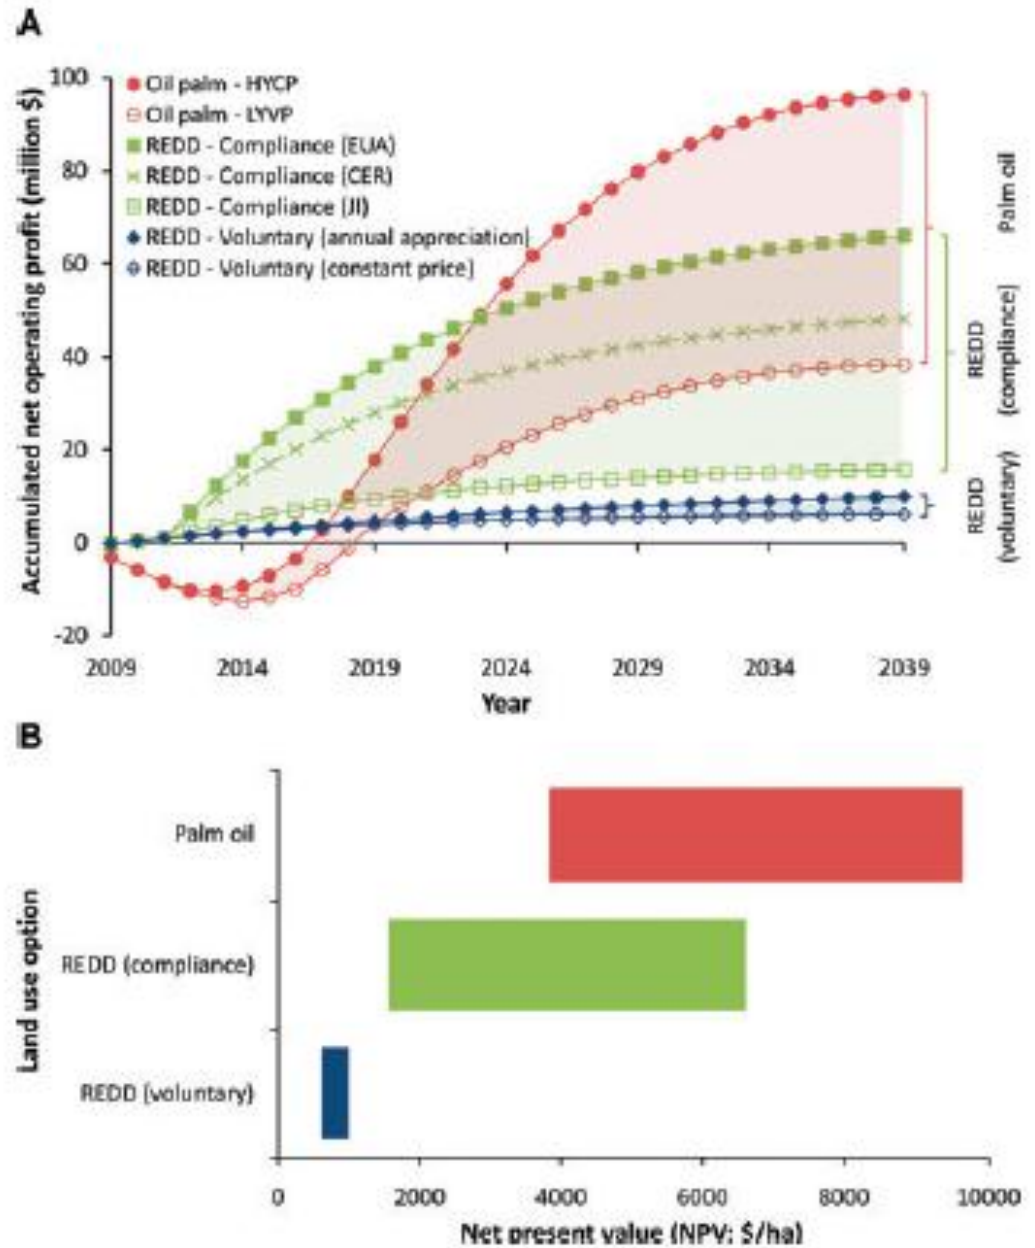 A
Accumulated net operating profit (million $)
100
80
60
40
20
0
-20
Oil palm - HYCP
Oil palm - LYVP
REDD - Compliance (EUA)
REDD - Compliance (CER)
REDD - Compliance (JI)
REDD - Voluntary (annual appreciation)
REDD - Voluntary (constant price)
Palm oil
REDD
(compliance)
REDD
(voluntary)
2009 2014 2019 2024 2029 2034 2039
Year
B
Land use option
Palm oil
REDD (compliance)
REDD (voluntary)
0 2000 4000 6000 8000 10000
Net present value (NPV: $/ha)